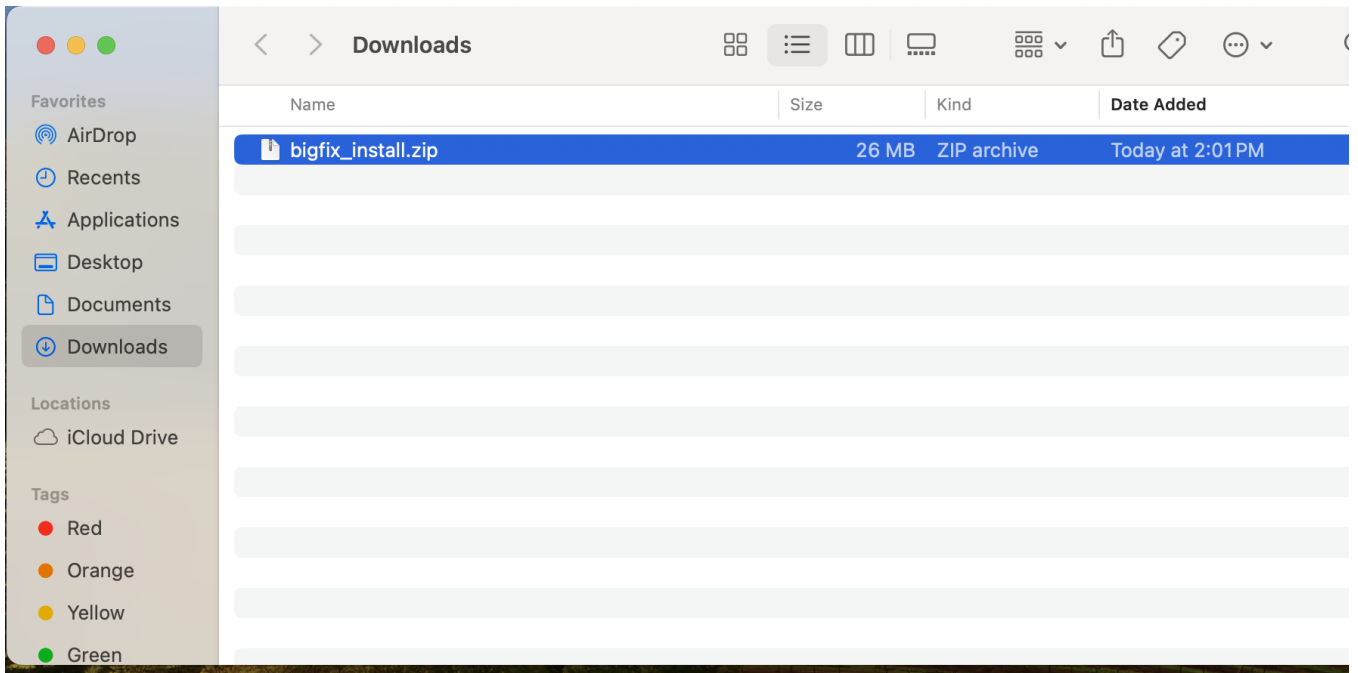 Downloads
Favorites
AirDrop
Recents
Applications
Desktop
Documents
Downloads
Locations
iCloud Drive
Tags
Red
Orange
Yellow
Green
Name Size Kind Date Added
bigfix_install.zip 26 MB ZIP archive Today at 2:01 PM